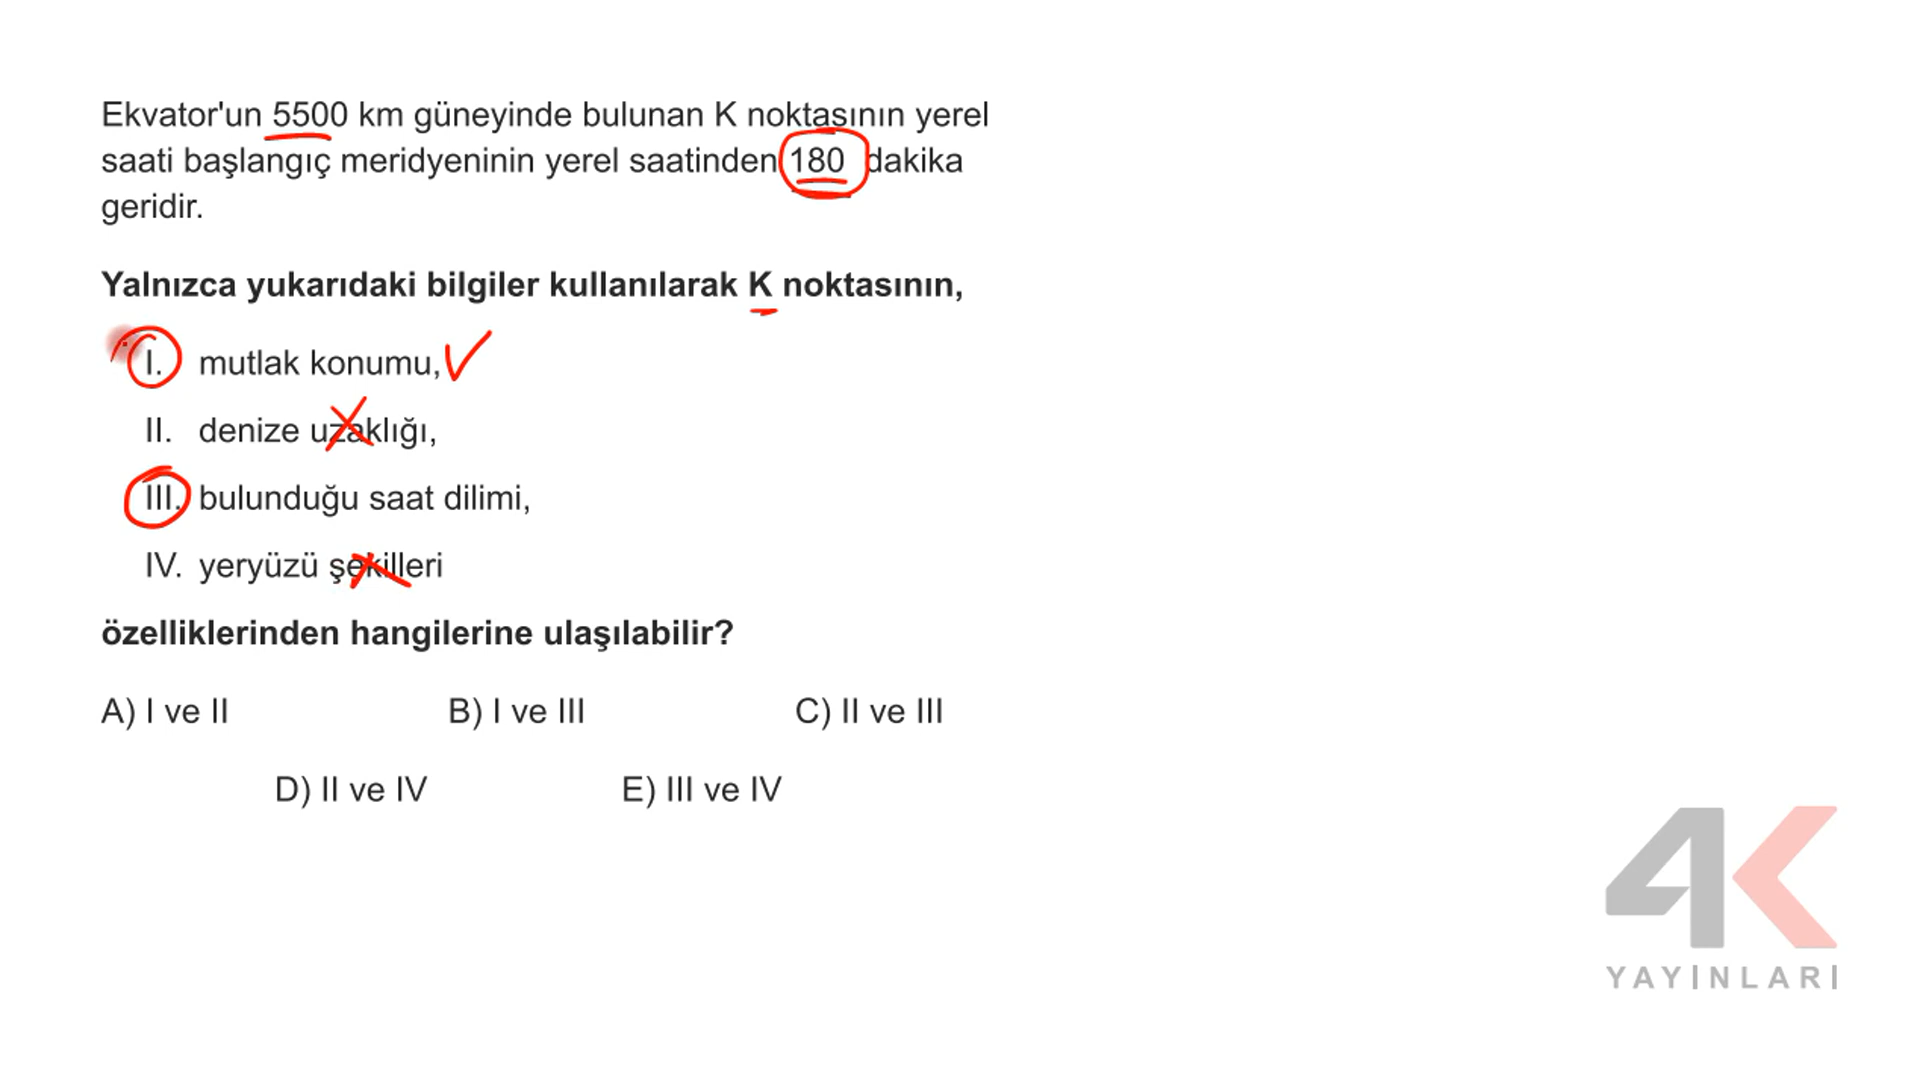 Ekvator'un 5500 km güneyinde bulunan K noktasının yerel
saati başlangıç meridyeninin yerel saatinden 180 dakika
geridir.
Yalnızca yukarıdaki bilgiler kullanılarak K noktasının,
I. mutlak konumu,
II. denize uzaklığı,
III. bulunduğu saat dilimi,
IV. yeryüzü şekilleri
özelliklerinden hangilerine ulaşılabilir?
A) I ve II B) I ve III C) II ve III
D) II ve IV E) III ve IV
4K
YAYINLARI